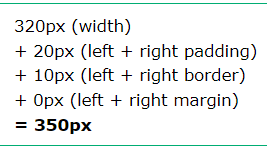 320px (width)
+ 20px (left + right padding)
+ 10px (left + right border)
+ 0px (left + right margin)
= 350px